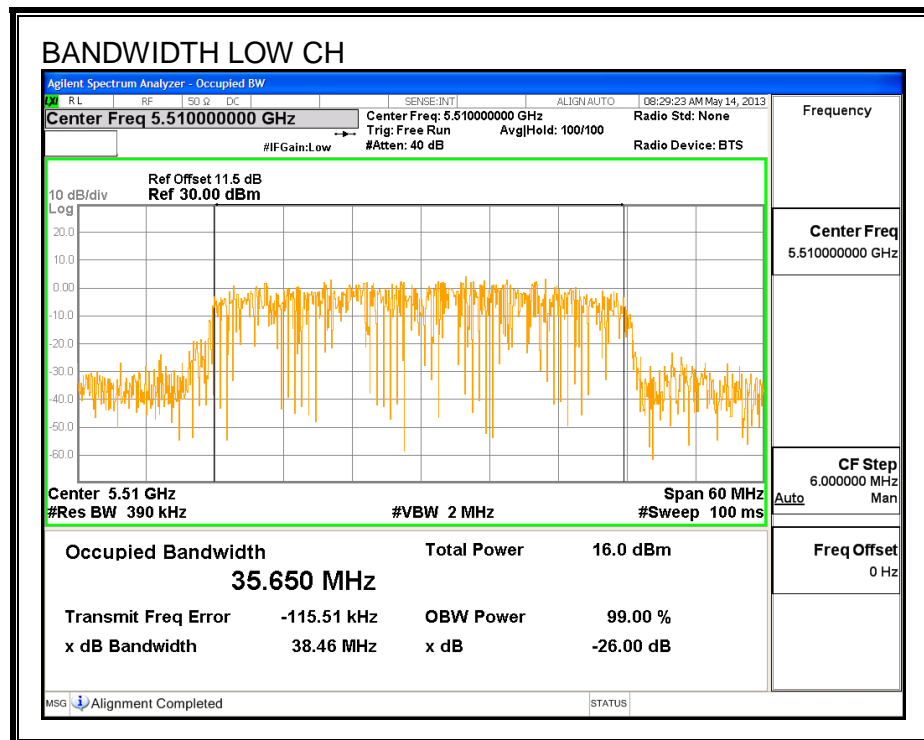 BANDWIDTH LOW CH
Agilent Spectrum Analyzer - Occupied BW
LXI RL RF 50 Ω DC SENSE:INT ALIGN AUTO 08:29:23 AM May 14, 2013
Center Freq 5.510000000 GHz
Center Freq: 5.510000000 GHz
Radio Std: None
Trig: Free Run Avg|Hold: 100/100
#IFGain:Low #Atten: 40 dB Radio Device: BTS
Ref Offset 11.5 dB
10 dB/div Ref 30.00 dBm
Log
20.0
10.0
0.00
-10.0
-20.0
-30.0
-40.0
-50.0
-60.0
Center 5.51 GHz Span 60 MHz
#Res BW 390 kHz #VBW 2 MHz #Sweep 100 ms
Occupied Bandwidth Total Power 16.0 dBm
35.650 MHz
Transmit Freq Error -115.51 kHz OBW Power 99.00 %
x dB Bandwidth 38.46 MHz x dB -26.00 dB
MSG Alignment Completed STATUS
Frequency
Center Freq
5.510000000 GHz
CF Step
6.000000 MHz
Auto Man
Freq Offset
0 Hz